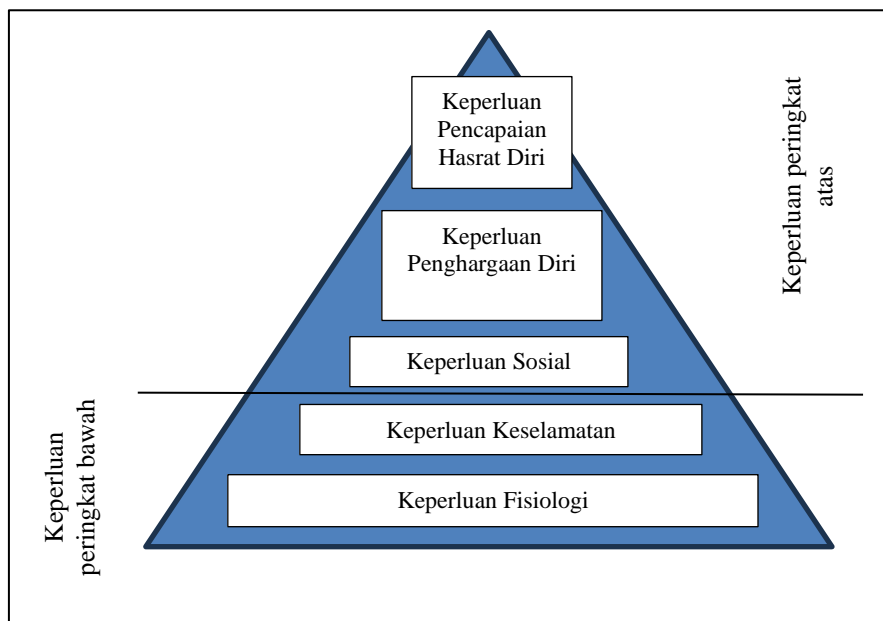 Keperluan
Pencapaian
Hasrat Diri
Keperluan peringkat
atas
Keperluan
Penghargaan Diri
Keperluan Sosial
Keperluan
peringkat bawah
Keperluan Keselamatan
Keperluan Fisiologi